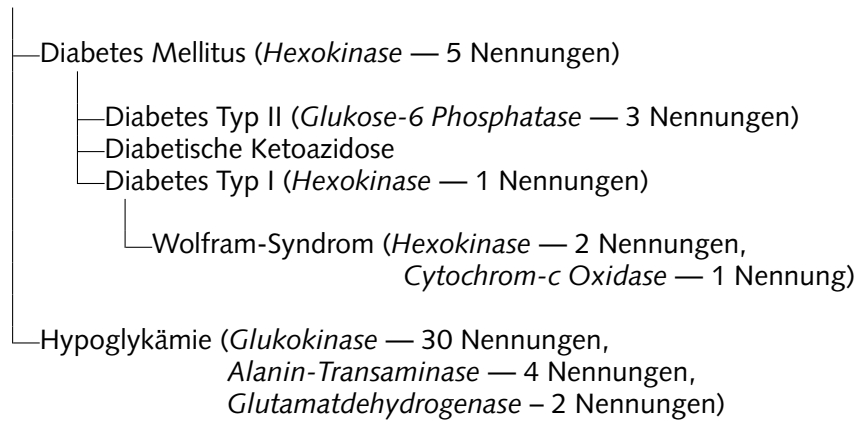 Diabetes Mellitus (Hexokinase — 5 Nennungen)
Diabetes Typ II (Glukose-6 Phosphatase — 3 Nennungen)
Diabetische Ketoazidose
Diabetes Typ I (Hexokinase — 1 Nennungen)
Wolfram-Syndrom (Hexokinase — 2 Nennungen,
Cytochrom-c Oxidase — 1 Nennung)
Hypoglykämie (Glukokinase — 30 Nennungen,
Alanin-Transaminase — 4 Nennungen,
Glutamatdehydrogenase – 2 Nennungen)